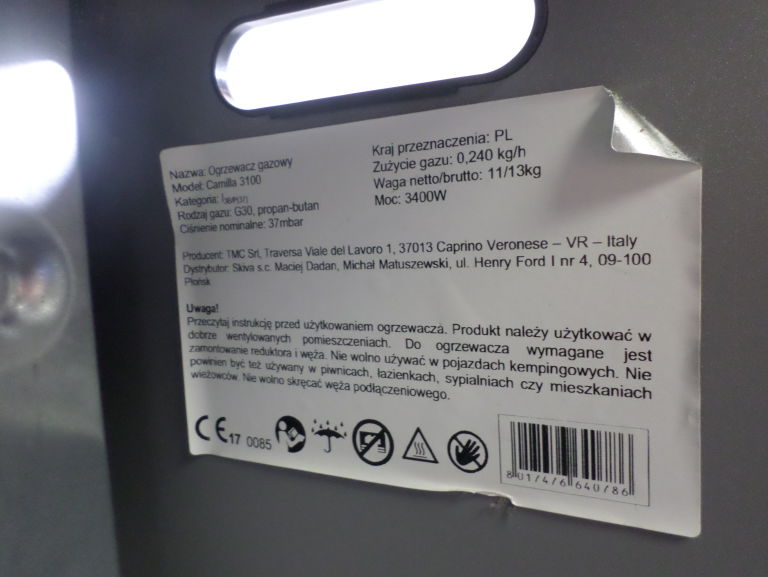 Nazwa: Ogrzewacz gazowy
Model: Camilla 3100
Kategoria: I3B/P(37)
Rodzaj gazu: G30, propan-butan
Ciśnienie nominalne: 37mbar
Kraj przeznaczenia: PL
Zużycie gazu: 0,240 kg/h
Waga netto/brutto: 11/13kg
Moc: 3400W
Producent: TMC Srl, Traversa Viale del Lavoro 1, 37013 Caprino Veronese – VR – Italy
Dystrybutor: Skiva s.c. Maciej Dadan, Michał Matuszewski, ul. Henry Ford I nr 4, 09-100
Płońsk
Uwaga!
Przeczytaj instrukcję przed użytkowaniem ogrzewacza. Produkt należy użytkować w
dobrze wentylowanych pomieszczeniach. Do ogrzewacza wymagane jest
zamontowanie reduktora i węża. Nie wolno używać w pojazdach kempingowych. Nie
powinien być też używany w piwnicach, łazienkach, sypialniach czy mieszkaniach
wieżowców. Nie wolno skręcać węża podłączeniowego.
CE 17 0085
8 017476 640786